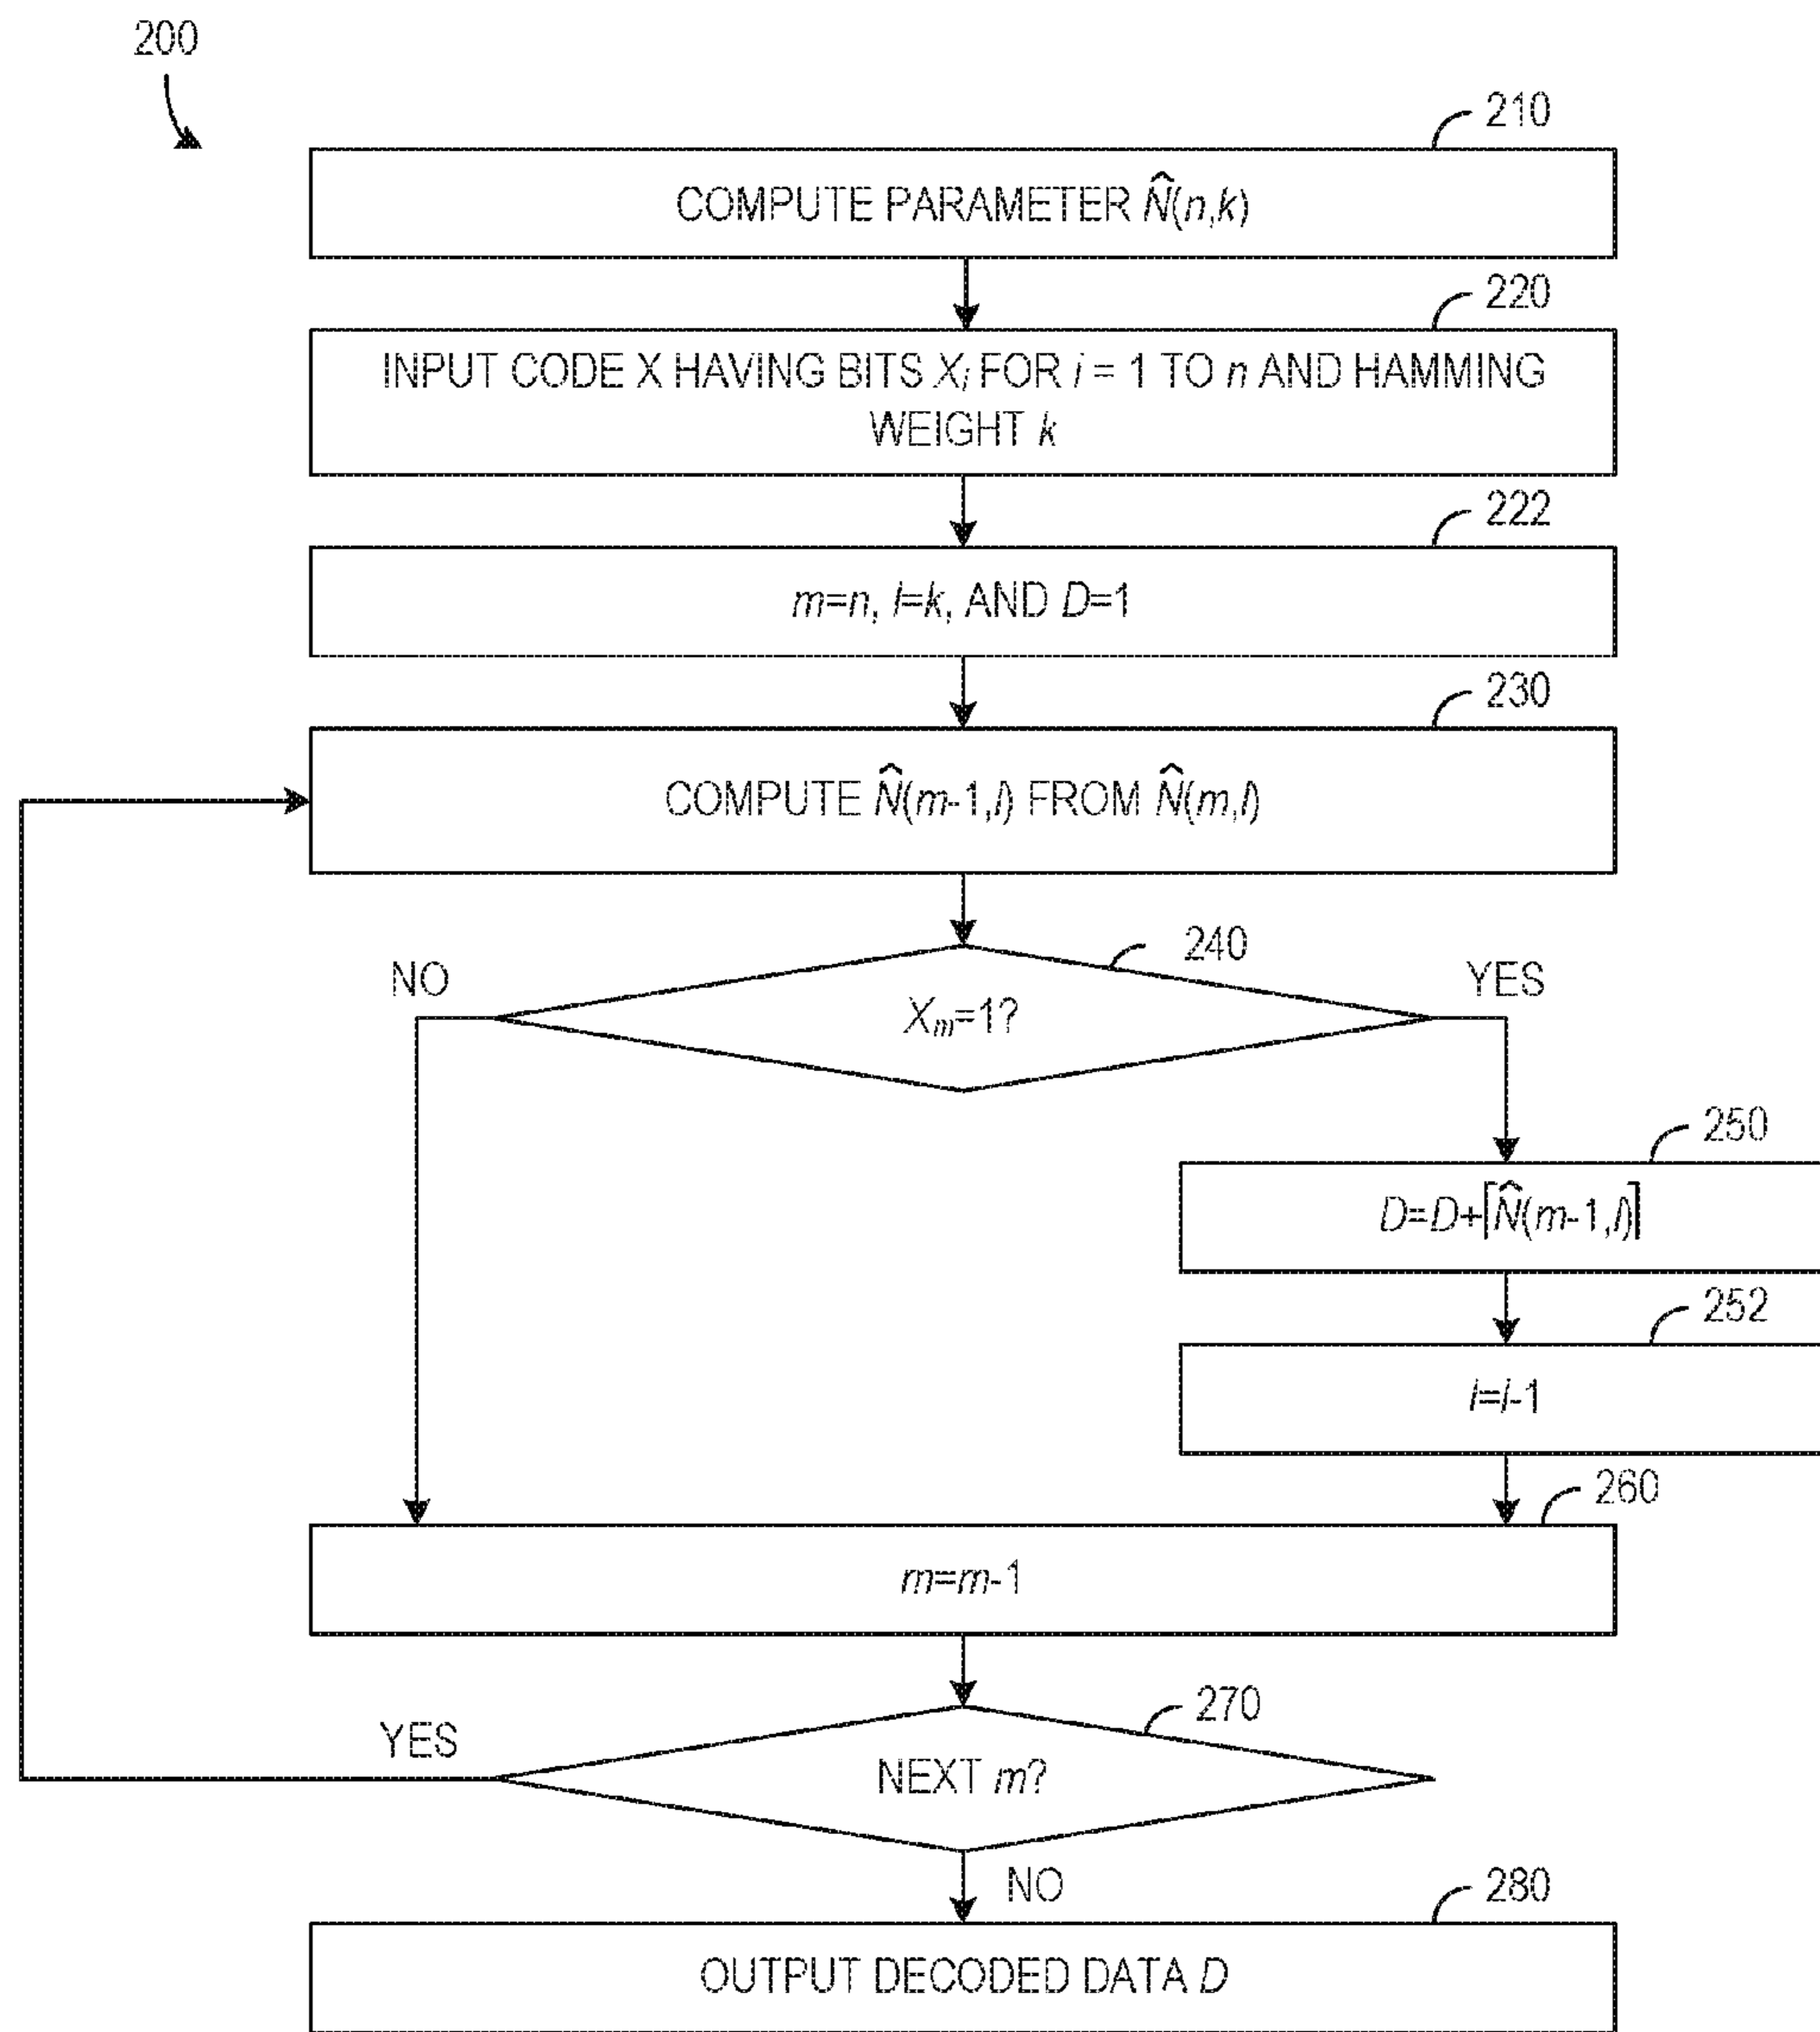 200
210
COMPUTE PARAMETER N̂(n,k)
220
INPUT CODE X HAVING BITS Xᵢ FOR i = 1 TO n AND HAMMING
WEIGHT k
222
m=n, l=k, AND D=1
230
COMPUTE N̂(m-1,l) FROM N̂(m,l)
240
NO
YES
Xₘ=1?
250
D=D+⌈N̂(m-1,l)⌉
252
l=l-1
260
m=m-1
270
YES
NEXT m?
NO
280
OUTPUT DECODED DATA D